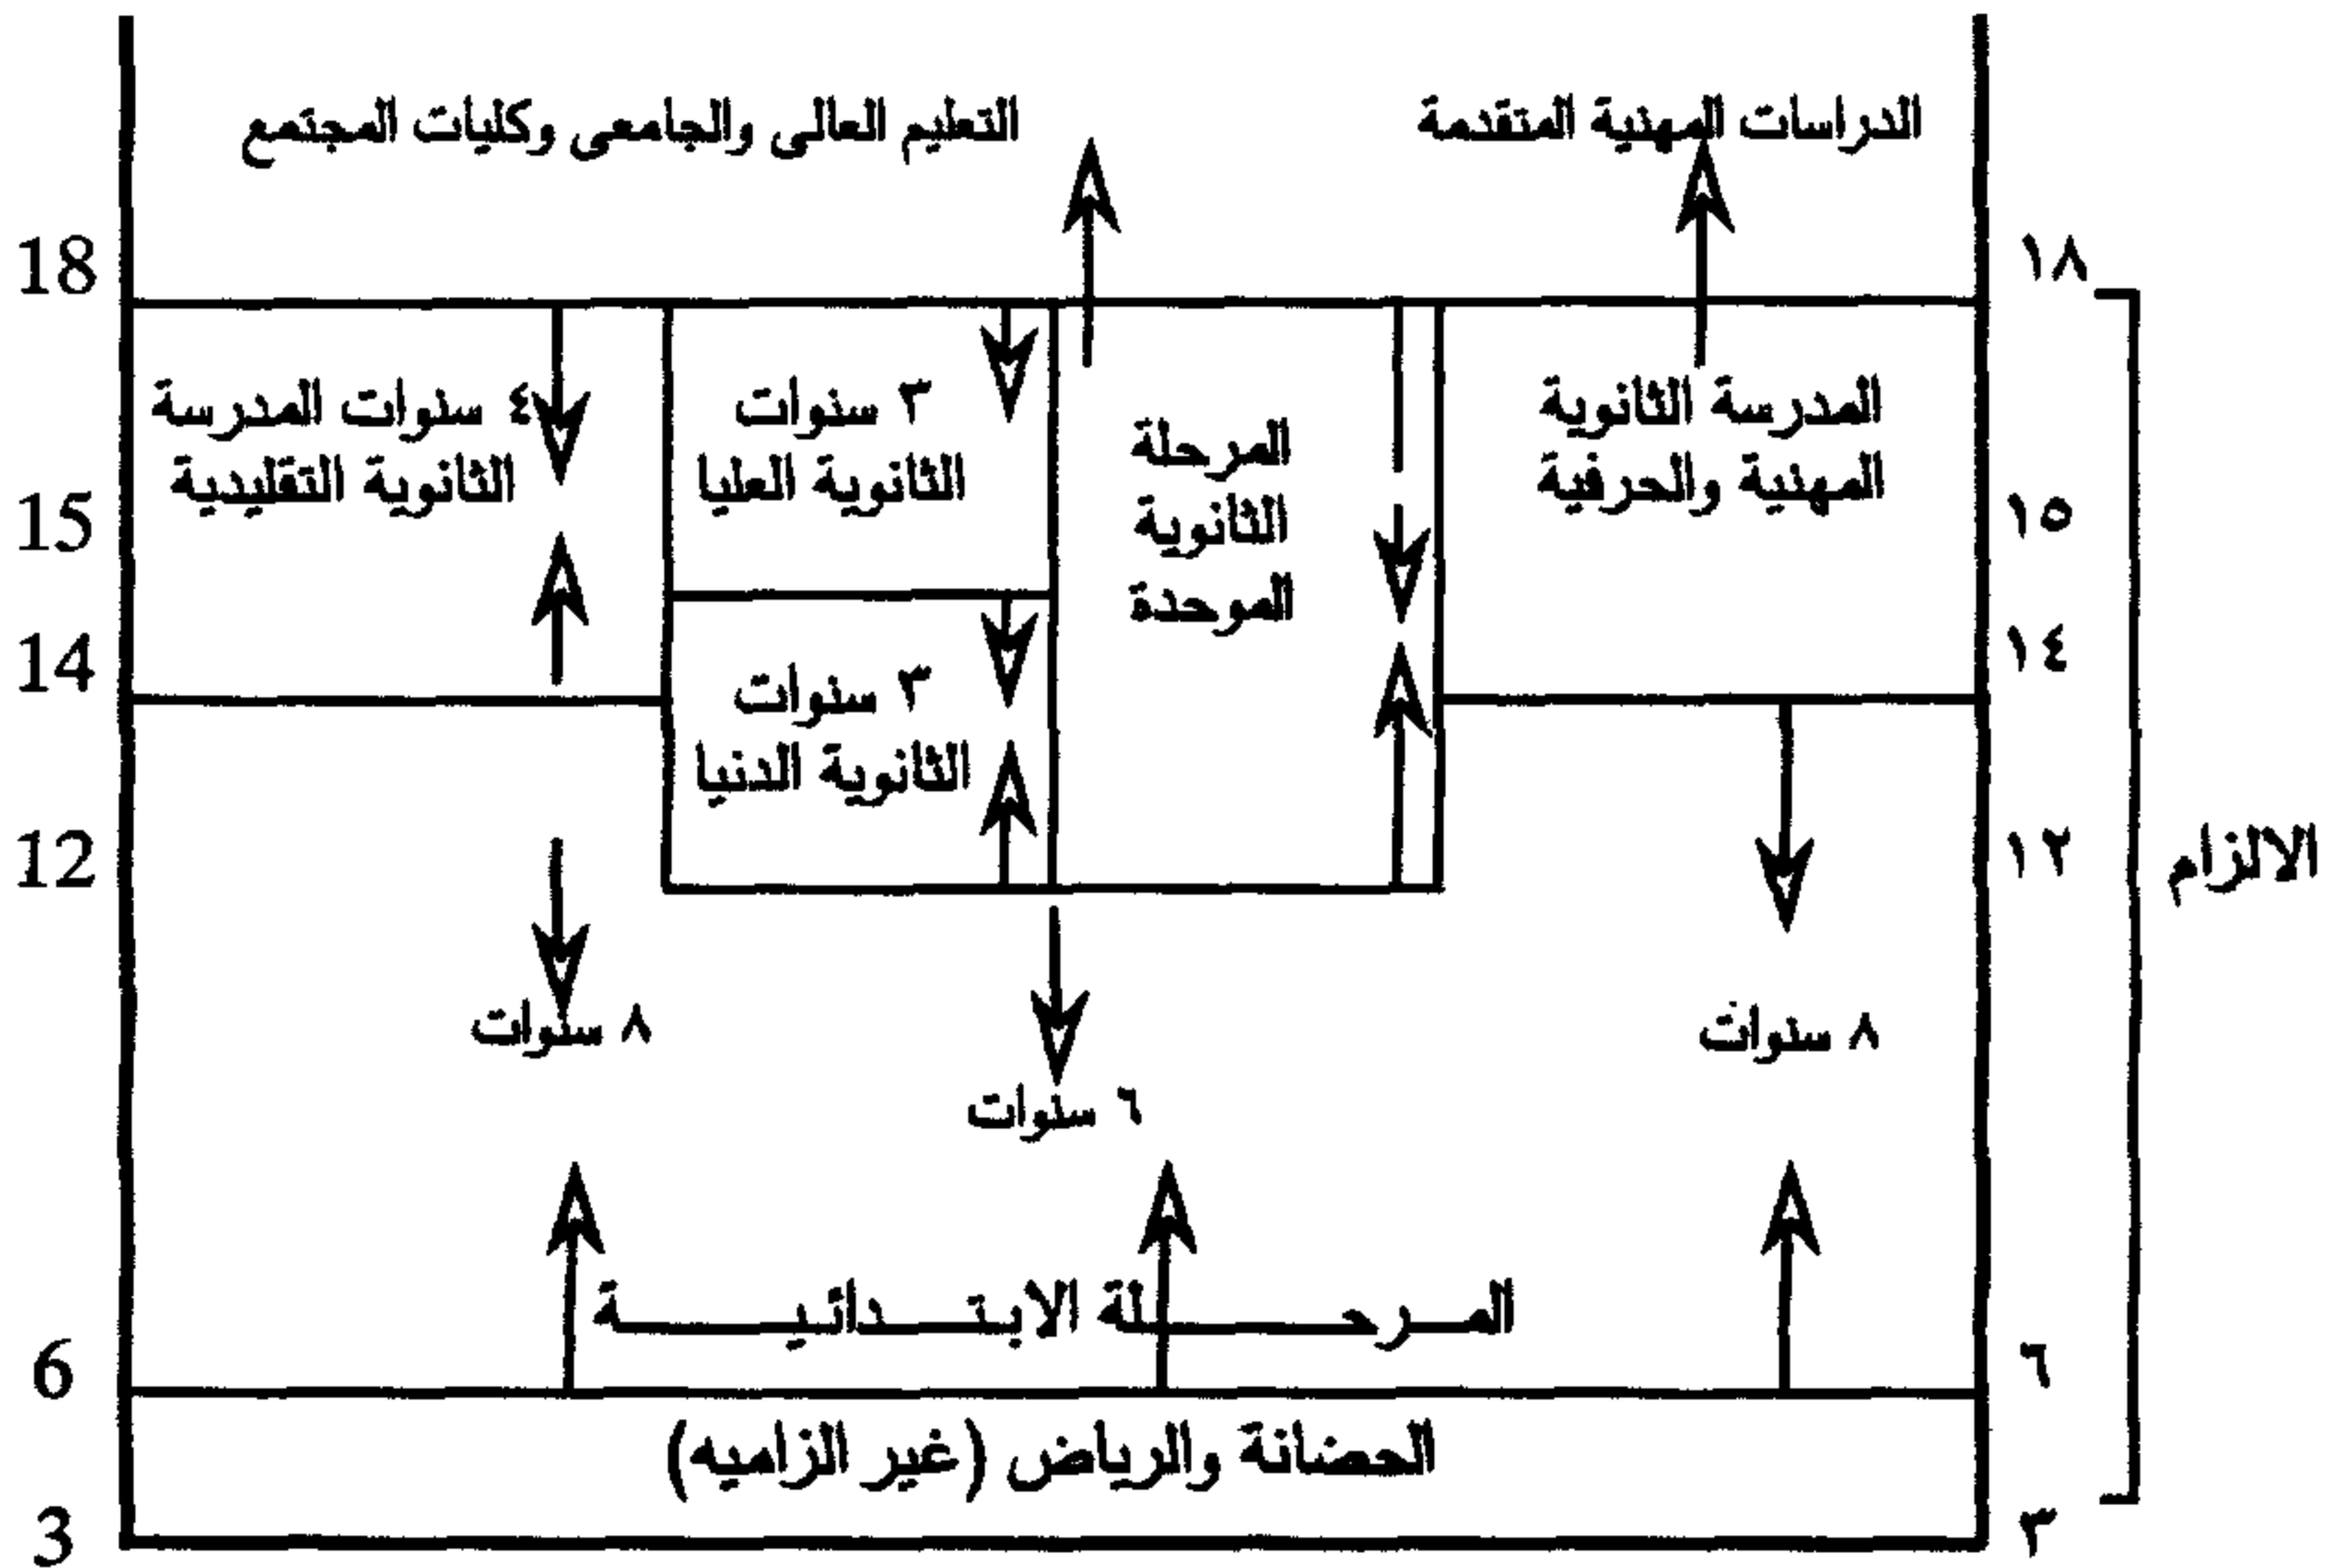 الدراسات المهنية المتقدمة
التعليم العالى والجامعى وكليات المجتمع
18
١٨
المدرسة الثانوية
المهنية والحرفية
المرحلة
الثانوية
الموحدة
٣ سنوات
الثانوية العليا
٤ سنوات المدرسة
الثانوية التقليدية
15
١٥
14
١٤
٣ سنوات
الثانوية الدنيا
12
١٢
الالزام
٨ سنوات
٦ سنوات
٨ سنوات
المـرحـــــلة الابتـــدائيـــــة
6
٦
الحضانة والرياض (غير الزاميه)
3
٣